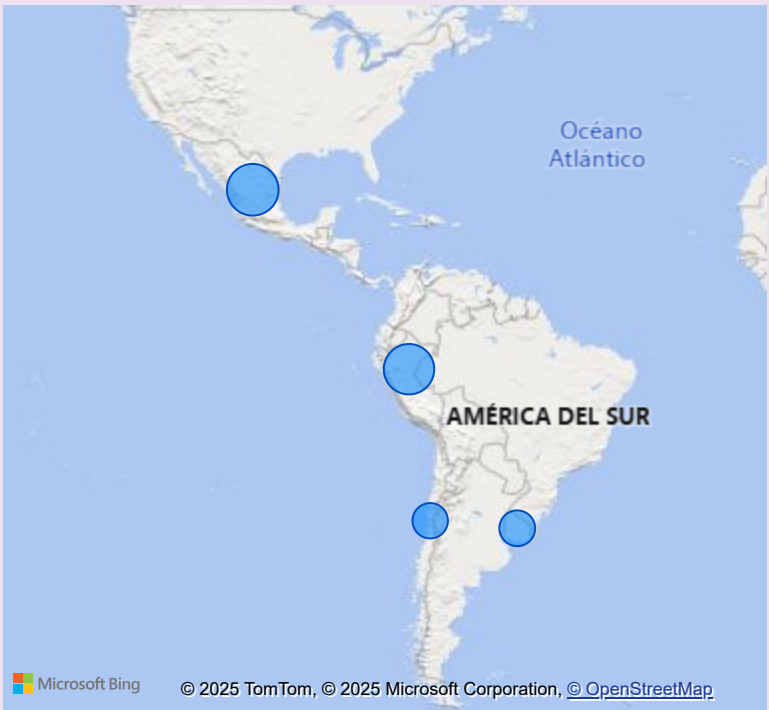 Océano
Atlántico
AMÉRICA DEL SUR
Microsoft Bing
© 2025 TomTom, © 2025 Microsoft Corporation, © OpenStreetMap